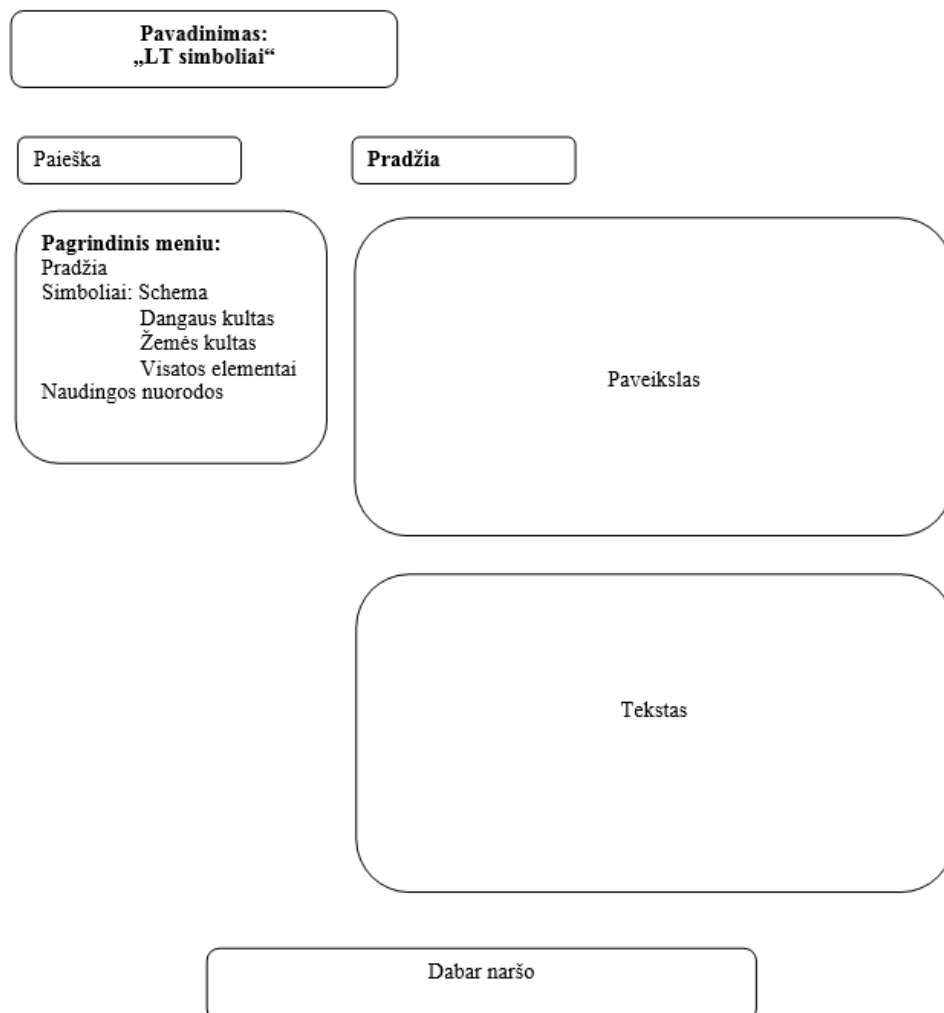 Pavadinimas:
„LT simboliai“
Paieška
Pradžia
Pagrindinis meniu:
Pradžia
Simboliai: Schema
Dangaus kultas
Žemės kultas
Visatos elementai
Naudingos nuorodos
Paveikslas
Tekstas
Dabar naršo